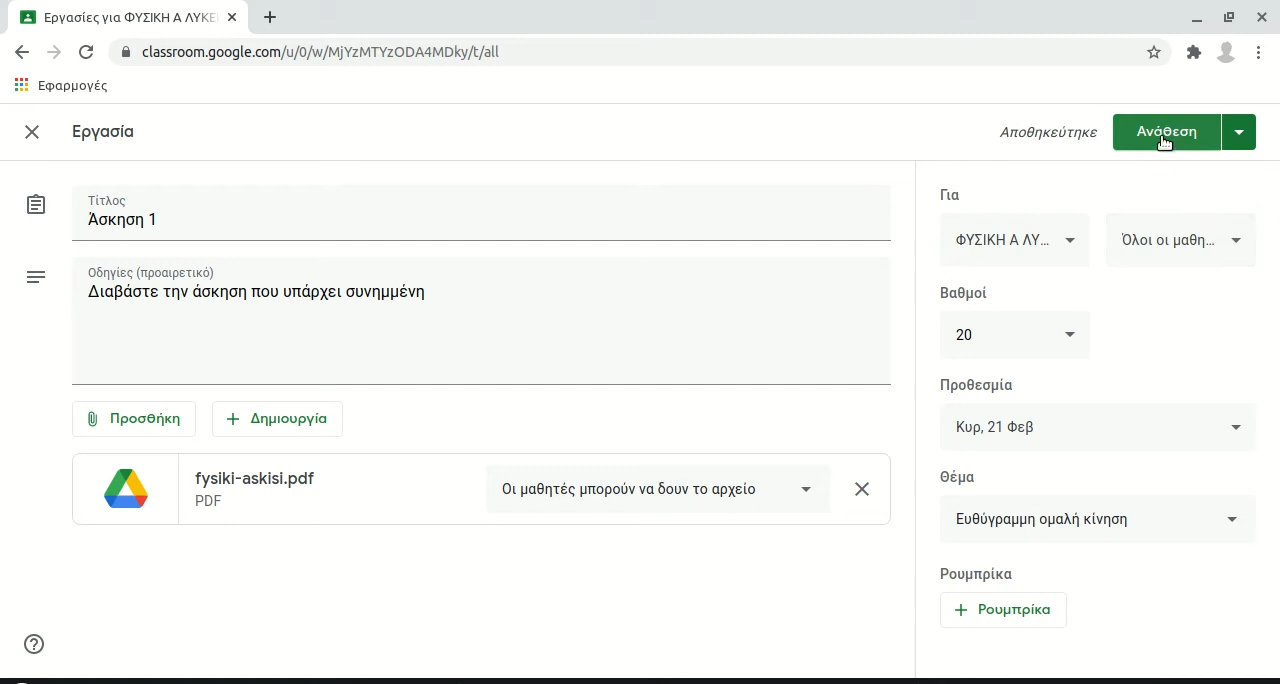 Εργασίες για ΦΥΣΙΚΗ Α ΛΥΚΕ
classroom.google.com/u/0/w/MjYzMTYzODA4MDky/t/all
Εφαρμογές
Εργασία
Αποθηκεύτηκε
Ανάθεση
Τίτλος
Άσκηση 1
Οδηγίες (προαιρετικό)
Διαβάστε την άσκηση που υπάρχει συνημμένη
Προσθήκη
Δημιουργία
fysiki-askisi.pdf
PDF
Οι μαθητές μπορούν να δουν το αρχείο
Για
ΦΥΣΙΚΗ Α ΛΥ...
Όλοι οι μαθη...
Βαθμοί
20
Προθεσμία
Κυρ, 21 Φεβ
Θέμα
Ευθύγραμμη ομαλή κίνηση
Ρουμπρίκα
Ρουμπρίκα